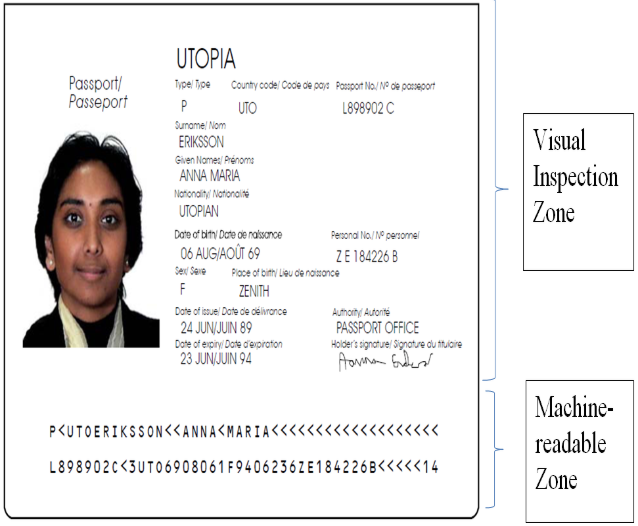 UTOPIA
Passport/
Passeport
Type/ Type Country code/ Code de pays Passport No./ Nº de passeport
P UTO L898902 C
Surname/ Nom
ERIKSSON
Given Names/ Prénoms
ANNA MARIA
Nationality/ Nationalité
UTOPIAN
Date of birth/ Date de naissance Personal No./ Nº personnel
06 AUG/AOÛT 69 Z E 184226 B
Sex/ Sexe Place of birth/ Lieu de naissance
F ZENITH
Date of issue/ Date de délivrance Authority/ Autorité
24 JUN/JUIN 89 PASSPORT OFFICE
Date of expiry/ Date d'expiration Holder's signature/ Signature du titulaire
23 JUN/JUIN 94
P<UTOERIKSSON<<ANNA<MARIA<<<<<<<<<<<<<<<<<<<
L898902C<3UTO6908061F9406236ZE184226B<<<<<14
Visual
Inspection
Zone
Machine-
readable
Zone